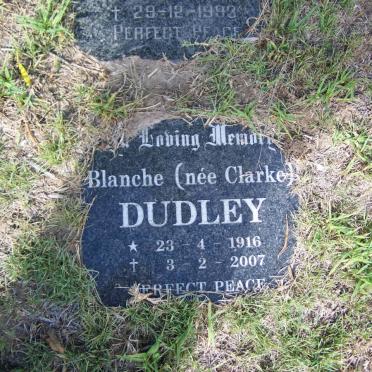 ✝ 29-12-1993
PERFECT PEACE
In Loving Memory
Blanche (née Clarke)
DUDLEY
★ 23 - 4 - 1916
✝ 3 - 2 - 2007
PERFECT PEACE